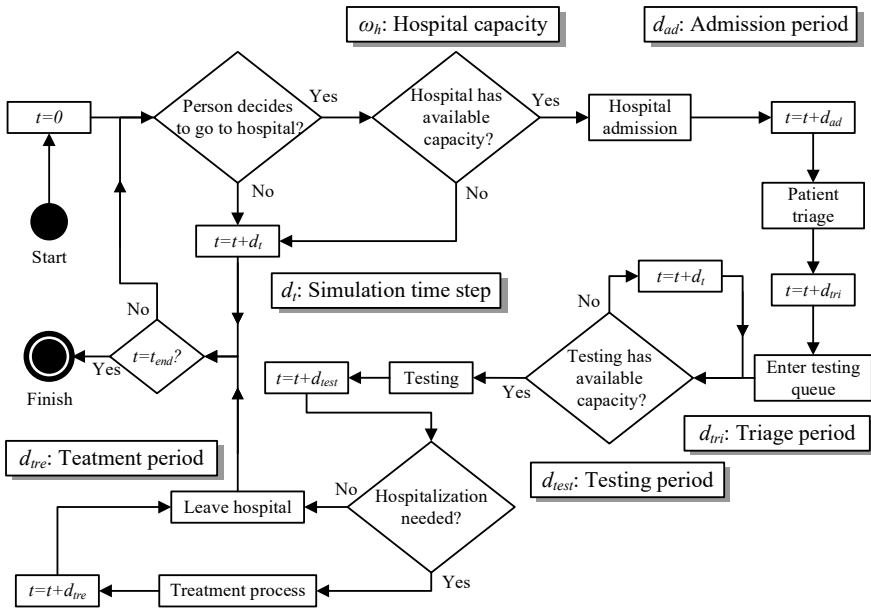 ωh: Hospital capacity
dad: Admission period
Person decides
to go to hospital?
Yes
Hospital has
available
capacity?
Yes
Hospital
admission
t=0
t=t+dad
No
No
Patient
triage
Start
t=t+dt
dt: Simulation time step
t=t+dt
t=t+dtri
No
No
t=tend?
Yes
Finish
t=t+dtest
Testing
Yes
Testing has
available
capacity?
Enter testing
queue
dtri: Triage period
dtre: Teatment period
dtest: Testing period
No
Hospitalization
needed?
Leave hospital
Yes
t=t+dtre
Treatment process